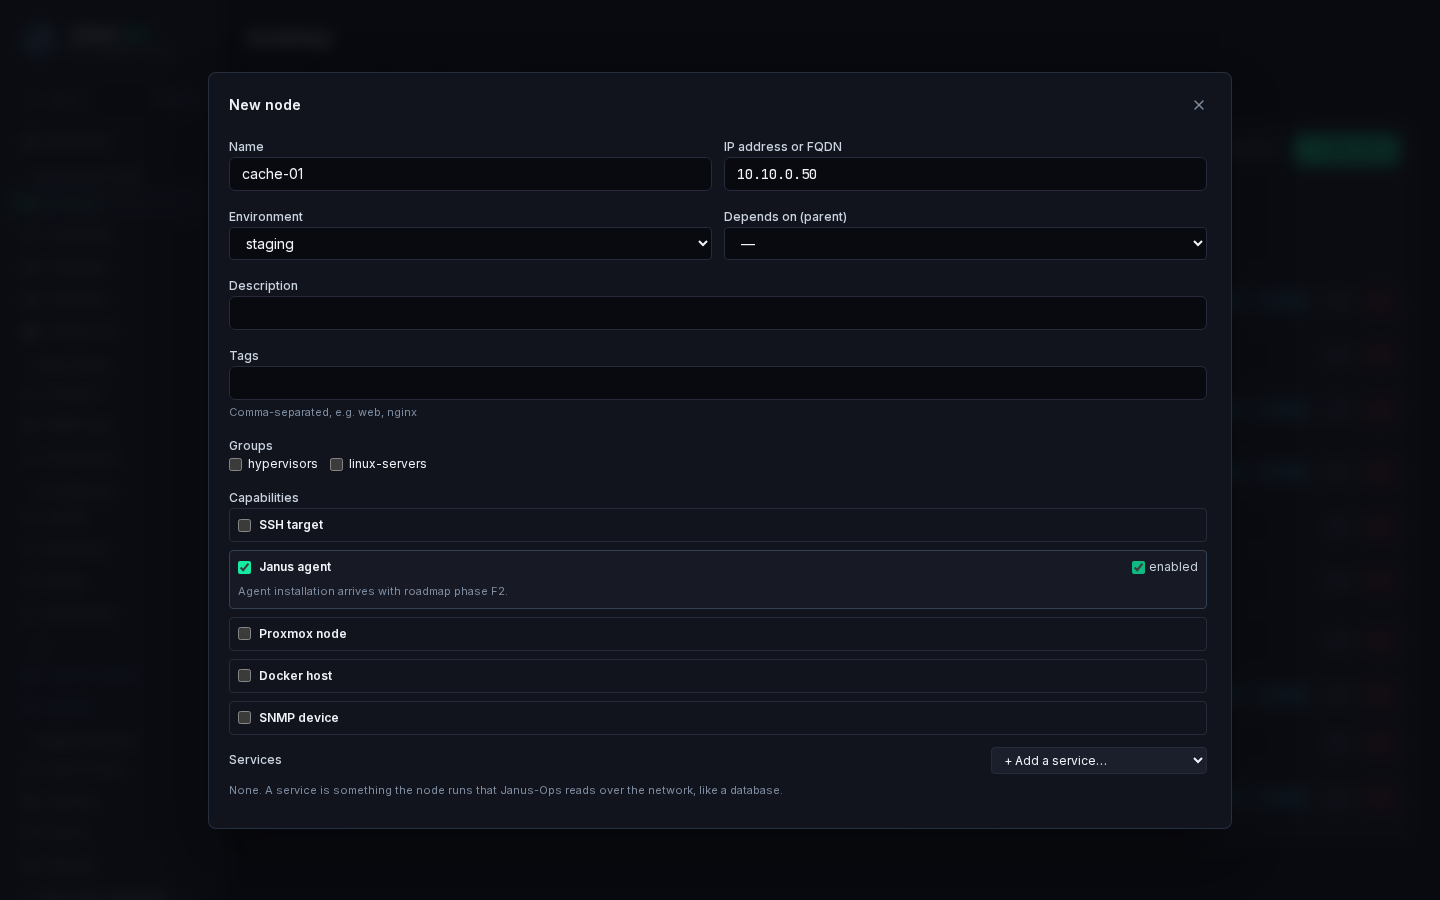 New node
Name
IP address or FQDN
cache-01
10.10.0.50
Environment
Depends on (parent)
staging
—
Description
Tags
Comma-separated, e.g. web, nginx
Groups
hypervisors
linux-servers
Capabilities
SSH target
Janus agent
enabled
Agent installation arrives with roadmap phase F2.
Proxmox node
Docker host
SNMP device
Services
+ Add a service...
None. A service is something the node runs that Janus-Ops reads over the network, like a database.